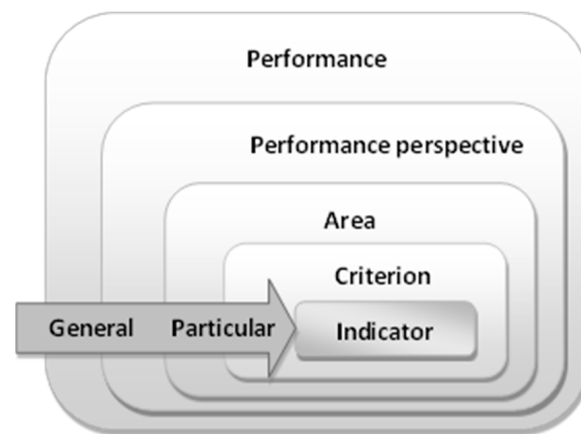 Performance
Performance perspective
Area
Criterion
General Particular Indicator